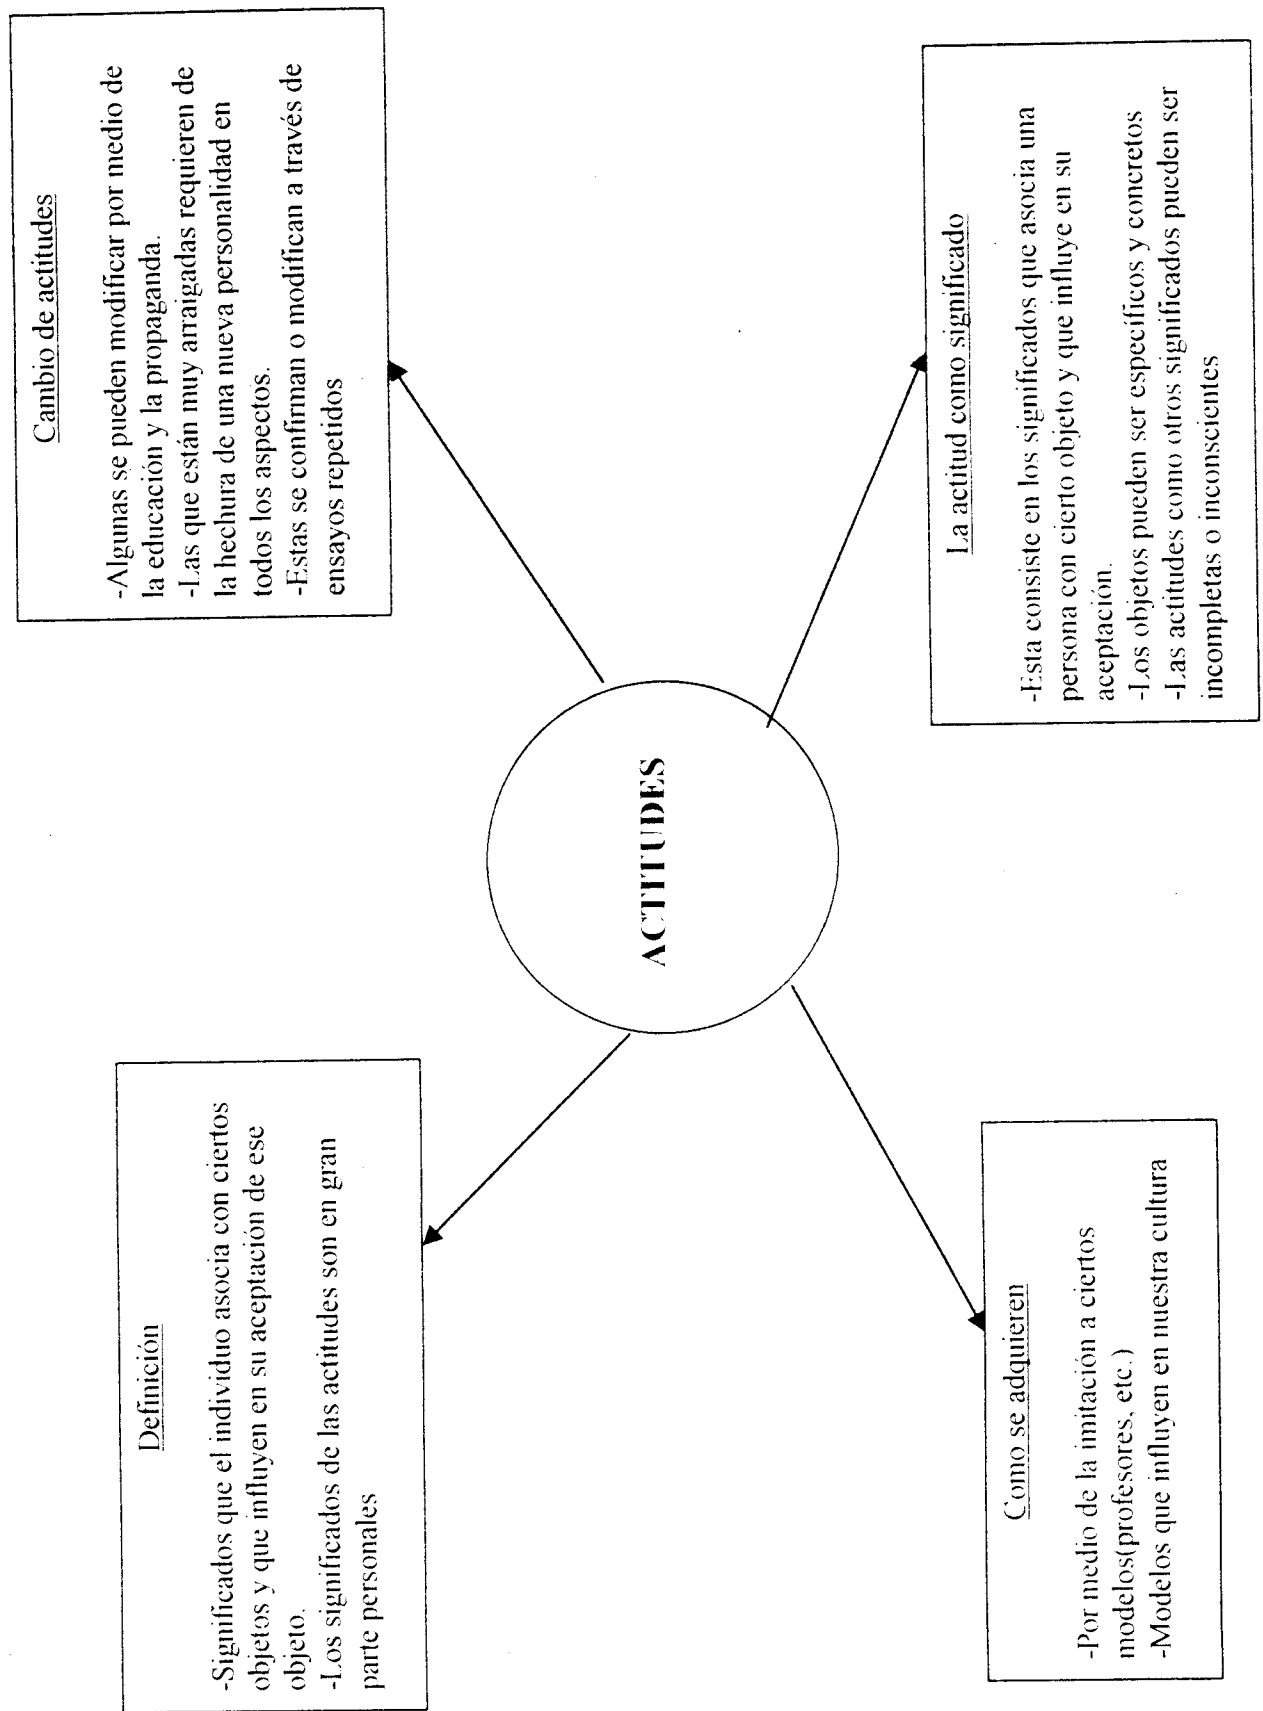 Definición
-Significados que el individuo asocia con ciertos
objetos y que influyen en su aceptación de ese
objeto.
-Los significados de las actitudes son en gran
parte personales
Cambio de actitudes
-Algunas se pueden modificar por medio de
la educación y la propaganda.
-Las que están muy arraigadas requieren de
la hechura de una nueva personalidad en
todos los aspectos.
-Estas se confirman o modifican a través de
ensayos repetidos
ACTITUDES
Como se adquieren
-Por medio de la imitación a ciertos
modelos(profesores, etc.)
-Modelos que influyen en nuestra cultura
La actitud como significado
-Esta consiste en los significados que asocia una
persona con cierto objeto y que influye en su
aceptación.
-Los objetos pueden ser específicos y concretos
-Las actitudes como otros significados pueden ser
incompletas o inconscientes